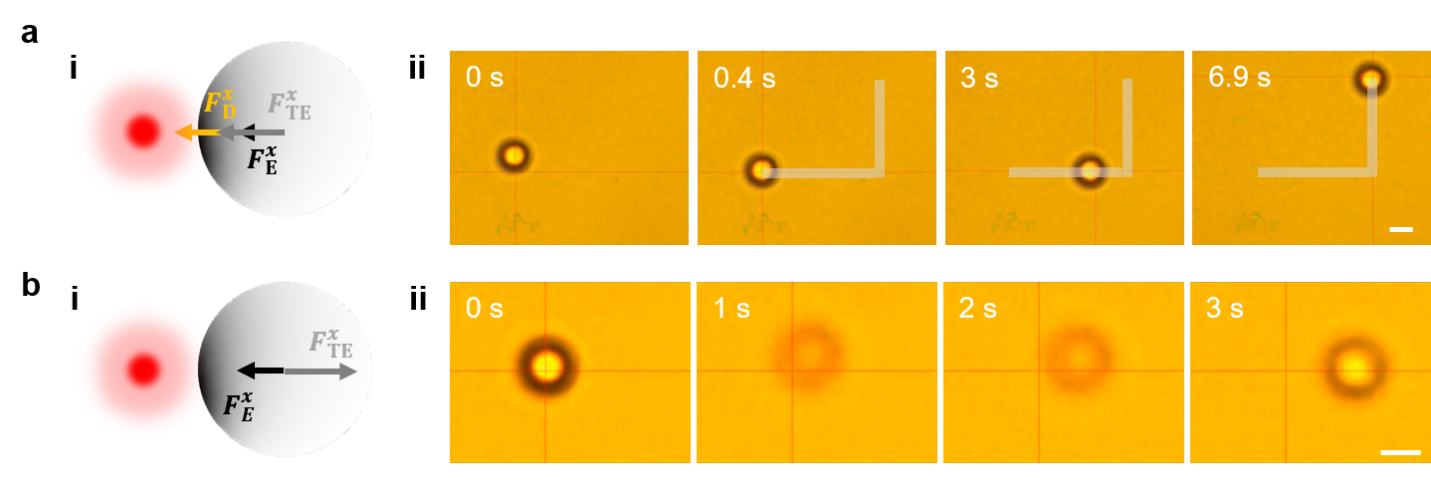 a
i
F_D^x
F_TE^x
F_E^x
ii
0 s
0.4 s
3 s
6.9 s
b
i
F_TE^x
F_E^x
ii
0 s
1 s
2 s
3 s